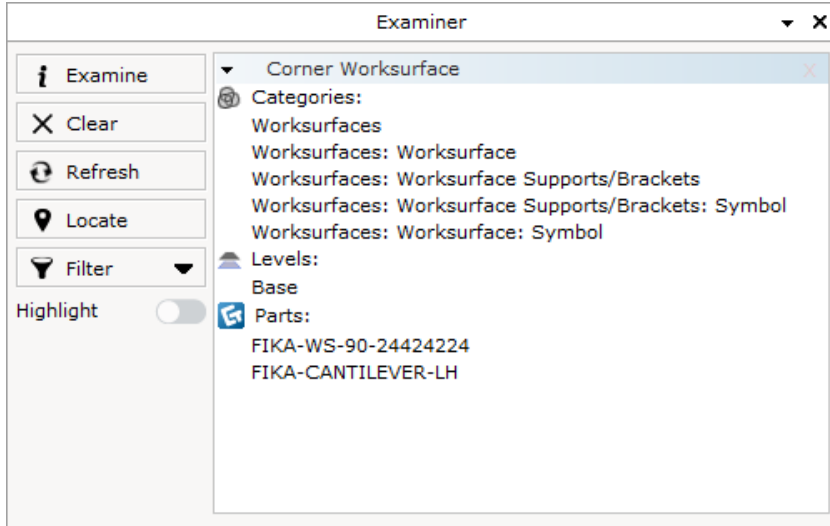 Examiner
Examine
Clear
Refresh
Locate
Filter
Highlight
Corner Worksurface
X
Categories:
Worksurfaces
Worksurfaces: Worksurface
Worksurfaces: Worksurface Supports/Brackets
Worksurfaces: Worksurface Supports/Brackets: Symbol
Worksurfaces: Worksurface: Symbol
Levels:
Base
Parts:
FIKA-WS-90-24424224
FIKA-CANTILEVER-LH